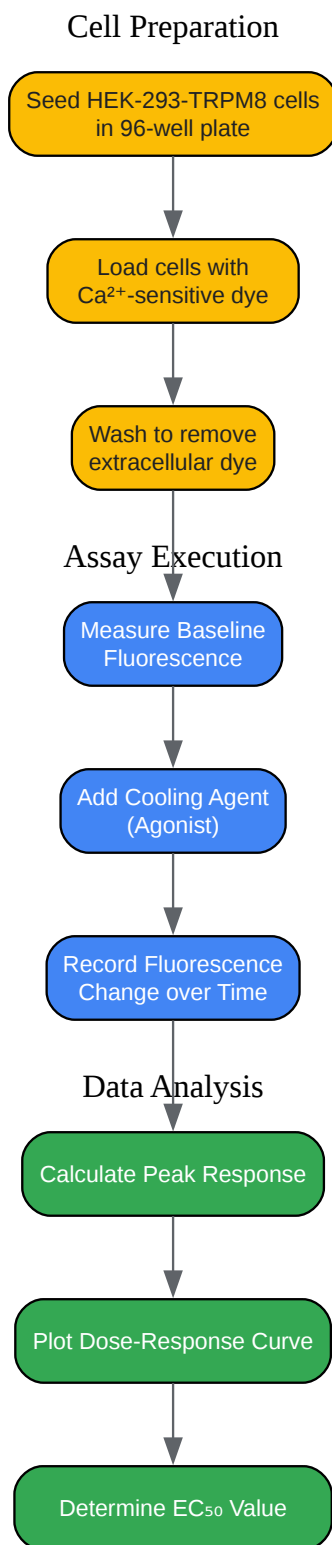 Cell Preparation
Seed HEK-293-TRPM8 cells
in 96-well plate
Load cells with
Ca²⁺-sensitive dye
Wash to remove
extracellular dye
Assay Execution
Measure Baseline
Fluorescence
Add Cooling Agent
(Agonist)
Record Fluorescence
Change over Time
Data Analysis
Calculate Peak Response
Plot Dose-Response Curve
Determine EC₅₀ Value